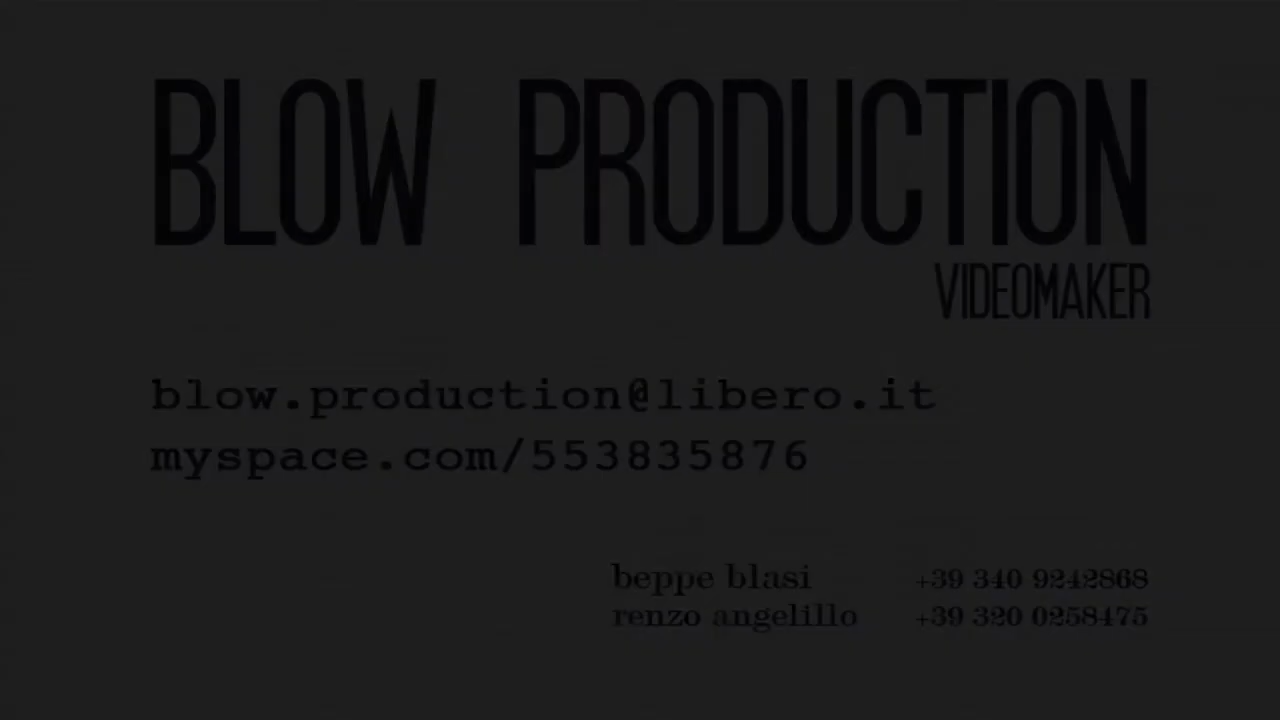 BLOW PRODUCTION
VIDEOMAKER
blow.production@libero.it
myspace.com/553835876
beppe blasi +39 340 9242868
renzo angelillo +39 320 0258475